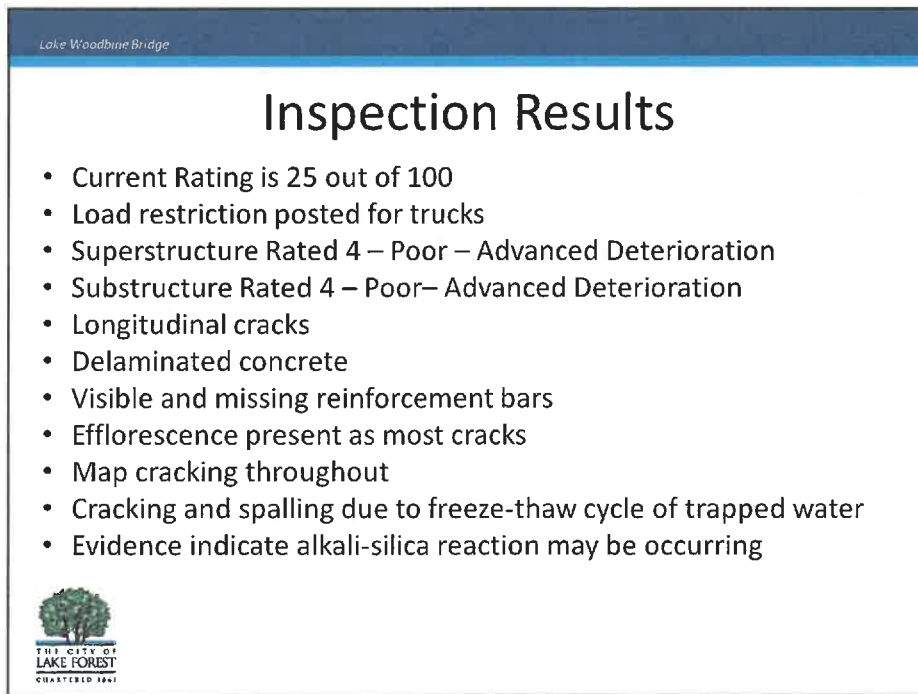 Lake Woodbine Bridge
Inspection Results
• Current Rating is 25 out of 100
• Load restriction posted for trucks
• Superstructure Rated 4 – Poor – Advanced Deterioration
• Substructure Rated 4 – Poor– Advanced Deterioration
• Longitudinal cracks
• Delaminated concrete
• Visible and missing reinforcement bars
• Efflorescence present as most cracks
• Map cracking throughout
• Cracking and spalling due to freeze-thaw cycle of trapped water
• Evidence indicate alkali-silica reaction may be occurring
THE CITY OF
LAKE FOREST
CHARTERED 1861